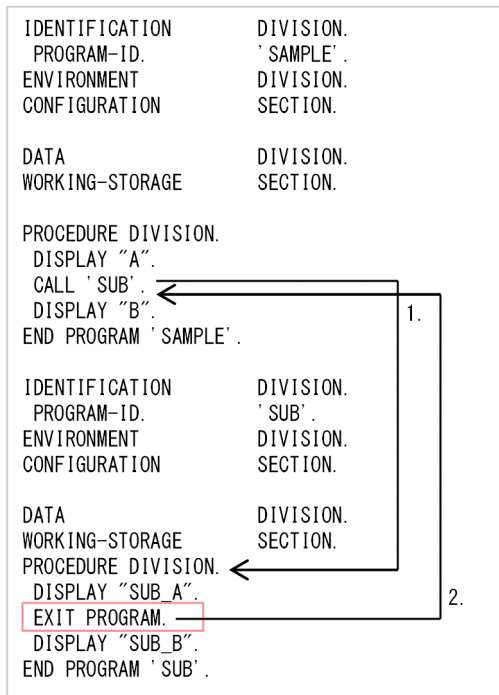 IDENTIFICATION DIVISION.
PROGRAM-ID. 'SAMPLE'.
ENVIRONMENT DIVISION.
CONFIGURATION SECTION.
DATA DIVISION.
WORKING-STORAGE SECTION.
PROCEDURE DIVISION.
DISPLAY "A".
CALL 'SUB'.
DISPLAY "B".
1.
END PROGRAM 'SAMPLE'.
IDENTIFICATION DIVISION.
PROGRAM-ID. 'SUB'.
ENVIRONMENT DIVISION.
CONFIGURATION SECTION.
DATA DIVISION.
WORKING-STORAGE SECTION.
PROCEDURE DIVISION.
DISPLAY "SUB_A".
2.
EXIT PROGRAM.
DISPLAY "SUB_B".
END PROGRAM 'SUB'.